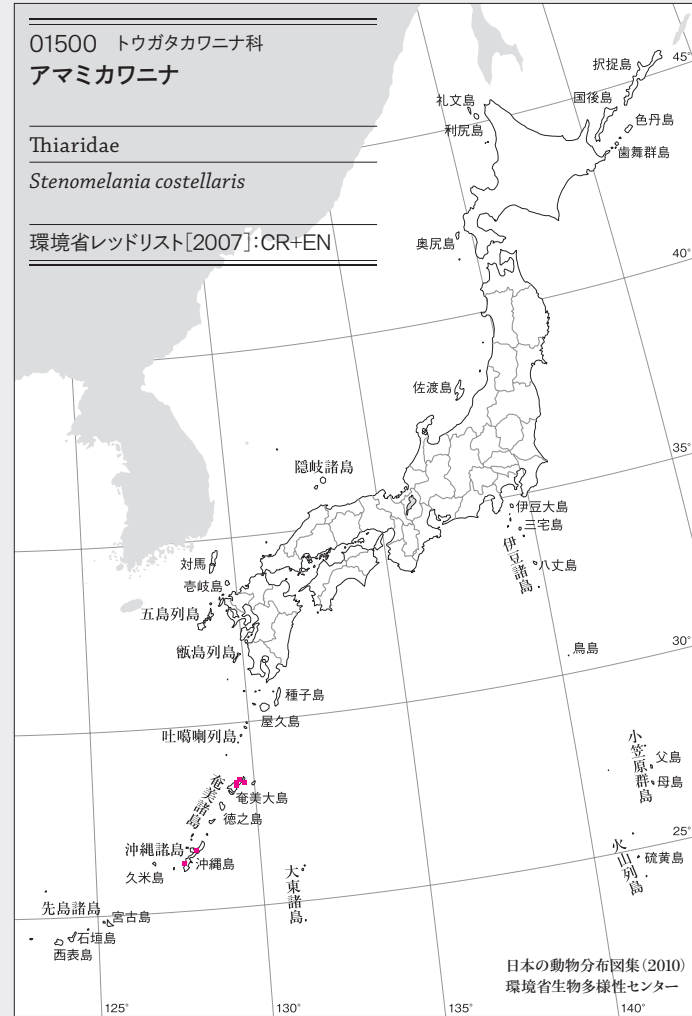 01500 トウガタカワニナ科
アマミカワニナ
Thiaridae
Stenomelania costellaris
環境省レッドリスト[2007]:CR+EN
45°
択捉島
国後島
礼文島
色丹島
利尻島
歯舞群島
奥尻島
40°
佐渡島
35°
隠岐諸島
伊豆大島
三宅島
伊豆諸島
八丈島
対馬
壱岐島
五島列島
甑島列島
鳥島
30°
種子島
屋久島
吐噶喇列島
小笠原群島
父島
母島
奄美諸島
奄美大島
徳之島
25°
沖縄諸島
沖縄島
久米島
火山列島
硫黄島
大東諸島
先島諸島
宮古島
石垣島
西表島
日本の動物分布図集(2010)
環境省生物多様性センター
125°
130°
135°
140°